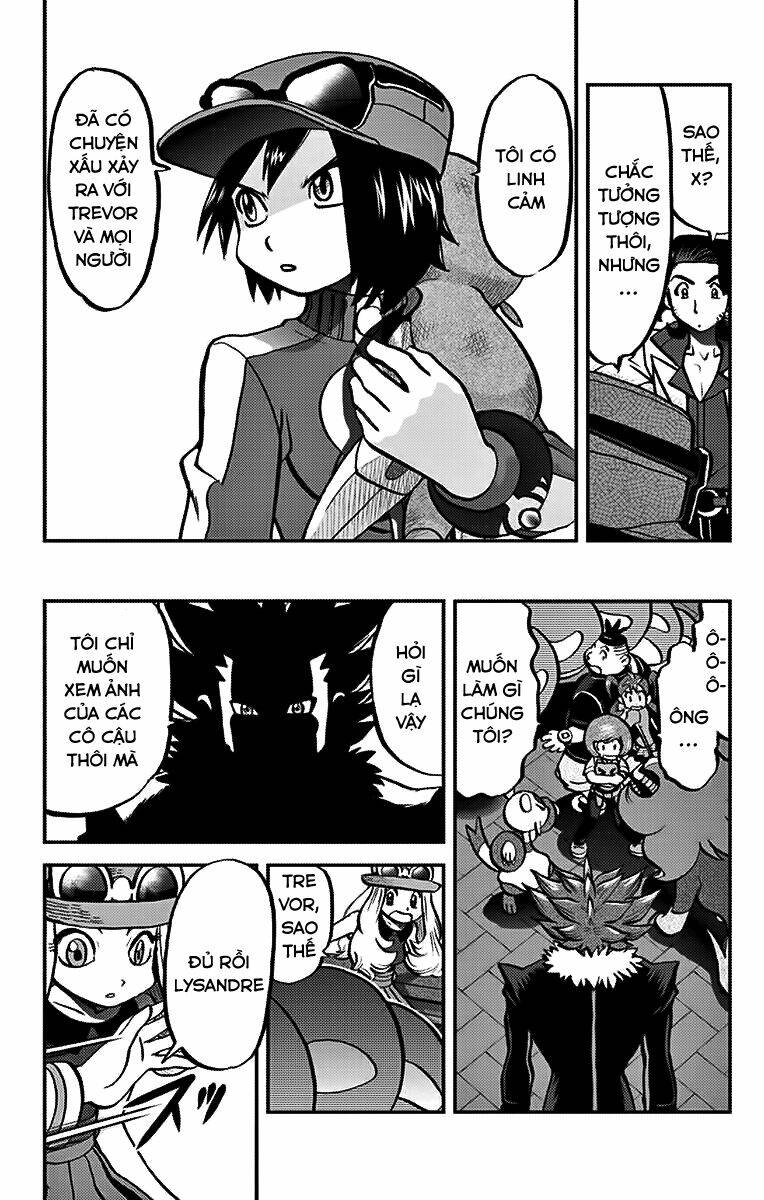 SAO
THẾ,
X?
CHẮC
TƯỞNG
TƯỢNG
THÔI,
NHƯNG
...
TÔI CÓ
LINH
CẢM
ĐÃ CÓ
CHUYỆN
XẤU XẢY
RA VỚI
TREVOR
VÀ MỌI
NGƯỜI
Ô-
Ô-
Ô-
ÔNG
...
MUỐN
LÀM GÌ
CHÚNG
TÔI?
HỎI
GÌ
LẠ
VẬY
TÔI CHỈ
MUỐN
XEM ẢNH
CỦA CÁC
CÔ CẬU
THÔI MÀ
TRE
VOR,
SAO
THẾ
ĐỦ RỒI
LYSANDRE
ズッ